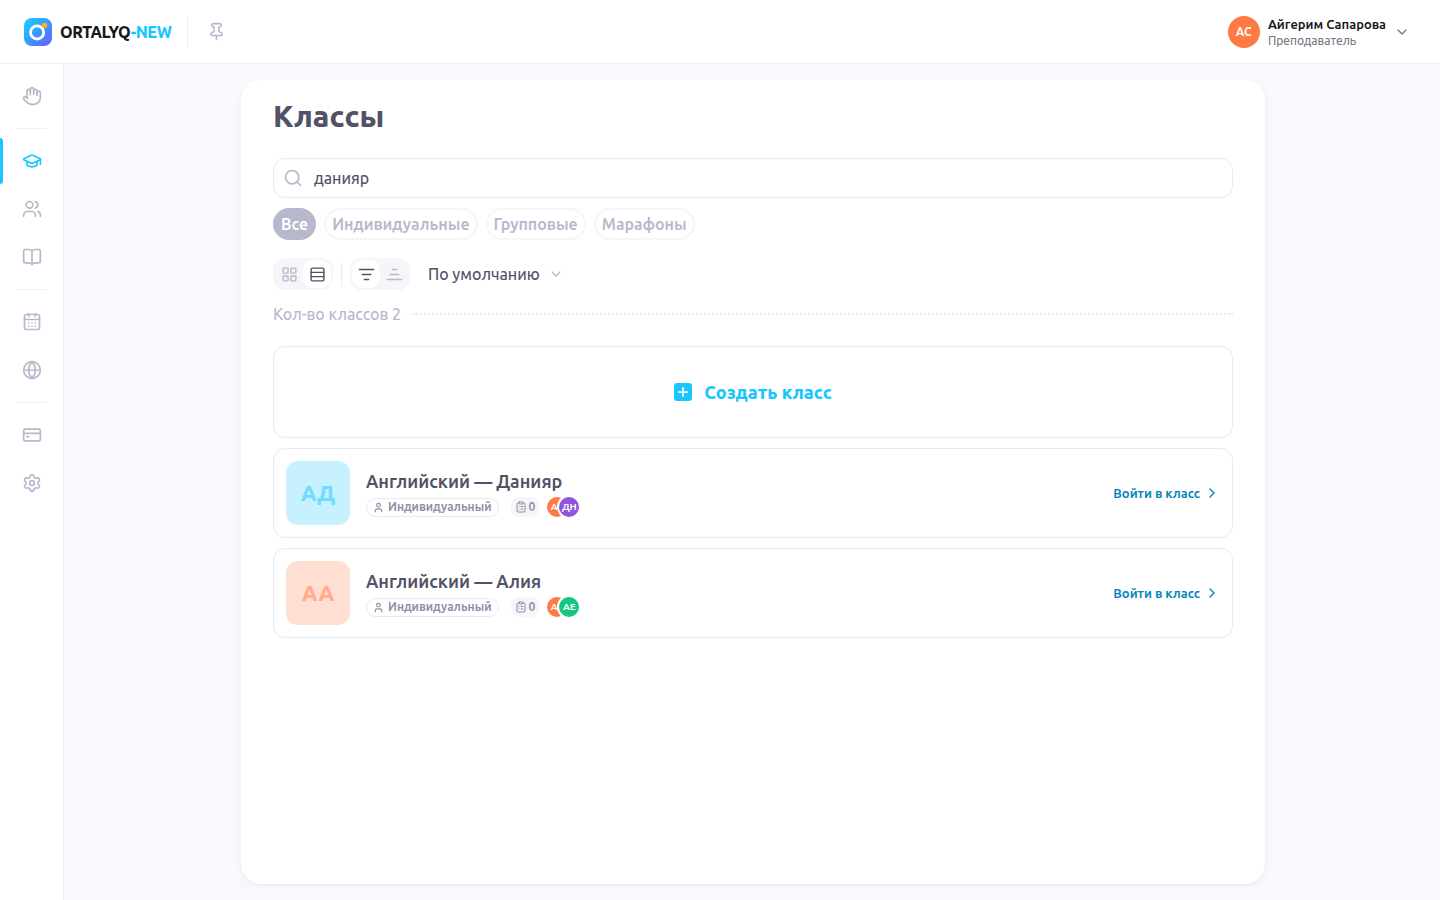 ORTALYQ-NEW
АС
Айгерим Сапарова
Преподаватель
Классы
данияр
Все
Индивидуальные
Групповые
Марафоны
По умолчанию
Кол-во классов 2
Создать класс
АД
Английский — Данияр
Индивидуальный
0
ДН
Войти в класс
АА
Английский — Алия
Индивидуальный
0
АЕ
Войти в класс